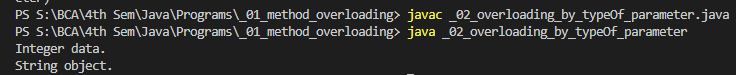 PS S:\BCA\4th Sem\Java\Programs\_01_method_overloading> javac _02_overloading_by_typeOf_parameter.java
PS S:\BCA\4th Sem\Java\Programs\_01_method_overloading> java _02_overloading_by_typeOf_parameter
Integer data.
String object.